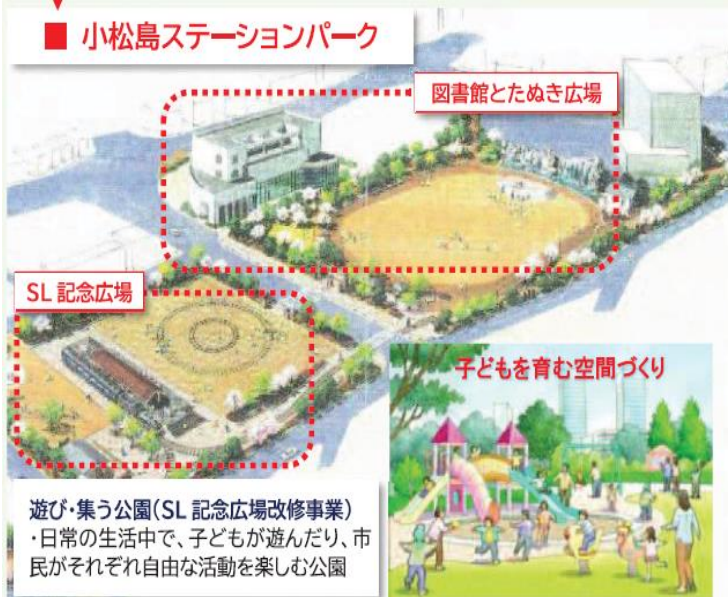 ■ 小松島ステーションパーク
図書館とたぬき広場
SL 記念広場
子どもを育む空間づくり
遊び・集う公園(SL 記念広場改修事業)
・日常の生活中で、子どもが遊んだり、市
民がそれぞれ自由な活動を楽しむ公園